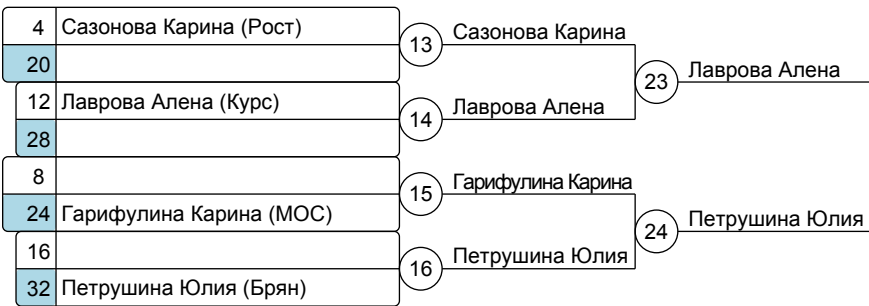 4 Сазонова Карина (Рост)
20
12 Лаврова Алена (Курс)
28
8
24 Гарифулина Карина (МОС)
16
32 Петрушина Юлия (Брян)
13 Сазонова Карина
14 Лаврова Алена
15 Гарифулина Карина
16 Петрушина Юлия
23 Лаврова Алена
24 Петрушина Юлия